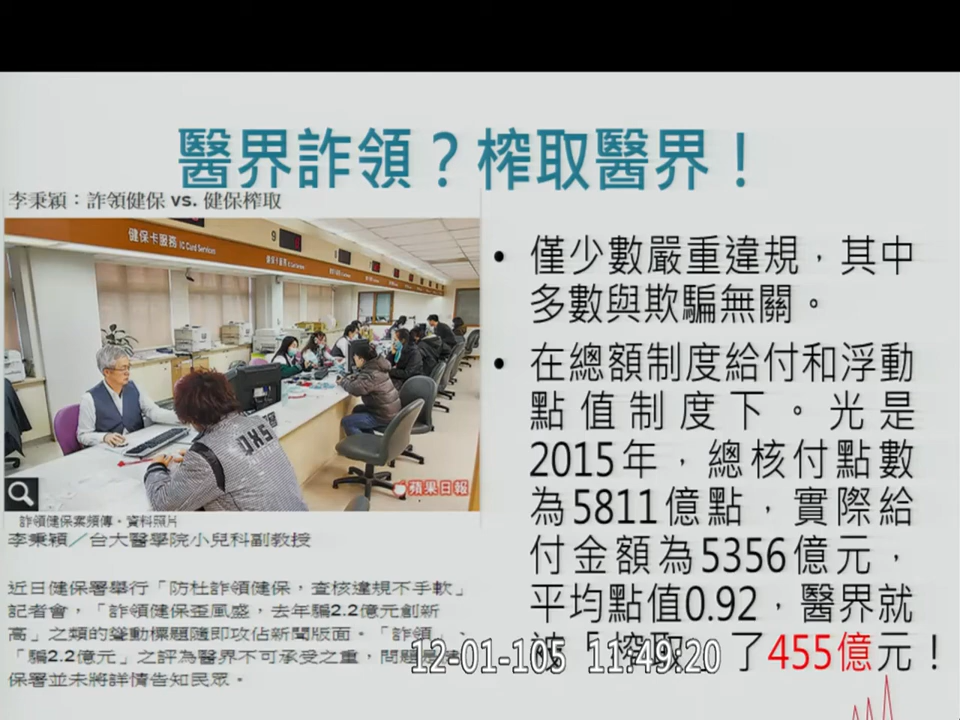 醫界詐領？榨取醫界！
李秉穎：詐領健保 vs. 健保榨取
健保卡服務 IC Card Services
9
蘋果日報
詐領健保案頻傳。資料照片
李秉穎／台大醫學院小兒科副教授
近日健保署舉行「防杜詐領健保，查核違規不手軟」
記者會，「詐領健保歪風盛，去年騙2.2億元創新
高」之類的聳動標題隨即攻佔新聞版面。「詐領」、
「騙2.2億元」之評為醫界不可承受之重，問題是健
保署並未將詳情告知民眾。
• 僅少數嚴重違規，其中
多數與欺騙無關。
• 在總額制度給付和浮動
點值制度下。光是
2015年，總核付點數
為5811億點，實際給
付金額為5356億元，
平均點值0.92，醫界就
被「榨取」了455億元！
12-01-105 11:49:20